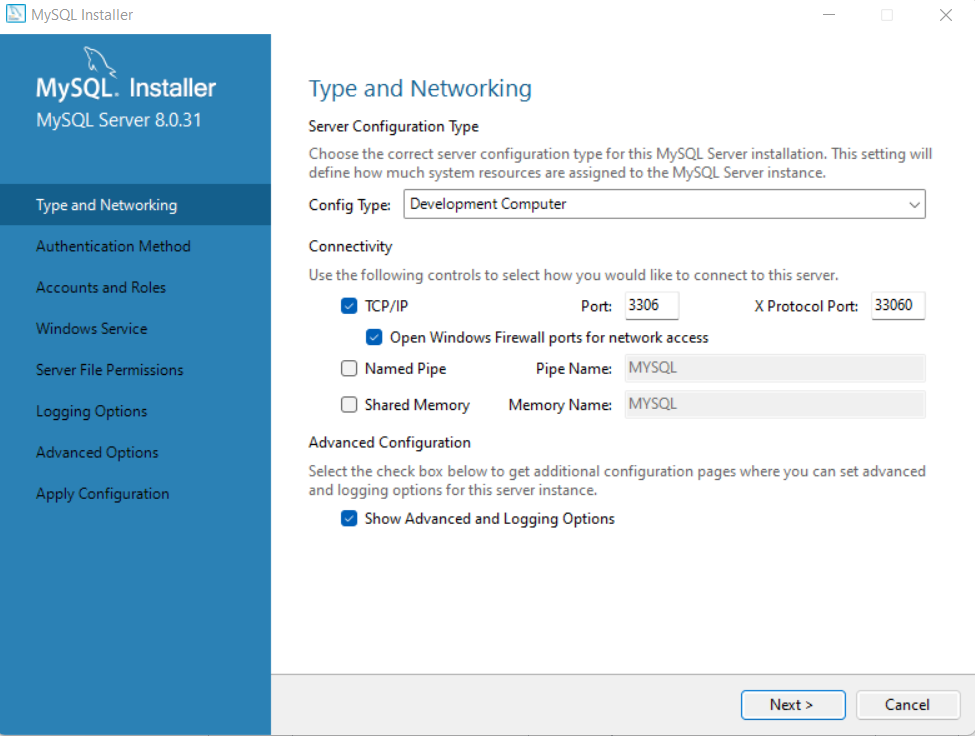 MySQL Installer
MySQL. Installer
MySQL Server 8.0.31
Type and Networking
Authentication Method
Accounts and Roles
Windows Service
Server File Permissions
Logging Options
Advanced Options
Apply Configuration
Type and Networking
Server Configuration Type
Choose the correct server configuration type for this MySQL Server installation. This setting will
define how much system resources are assigned to the MySQL Server instance.
Config Type: Development Computer
Connectivity
Use the following controls to select how you would like to connect to this server.
TCP/IP Port: 3306 X Protocol Port: 33060
Open Windows Firewall ports for network access
Named Pipe Pipe Name: MYSQL
Shared Memory Memory Name: MYSQL
Advanced Configuration
Select the check box below to get additional configuration pages where you can set advanced
and logging options for this server instance.
Show Advanced and Logging Options
Next > Cancel